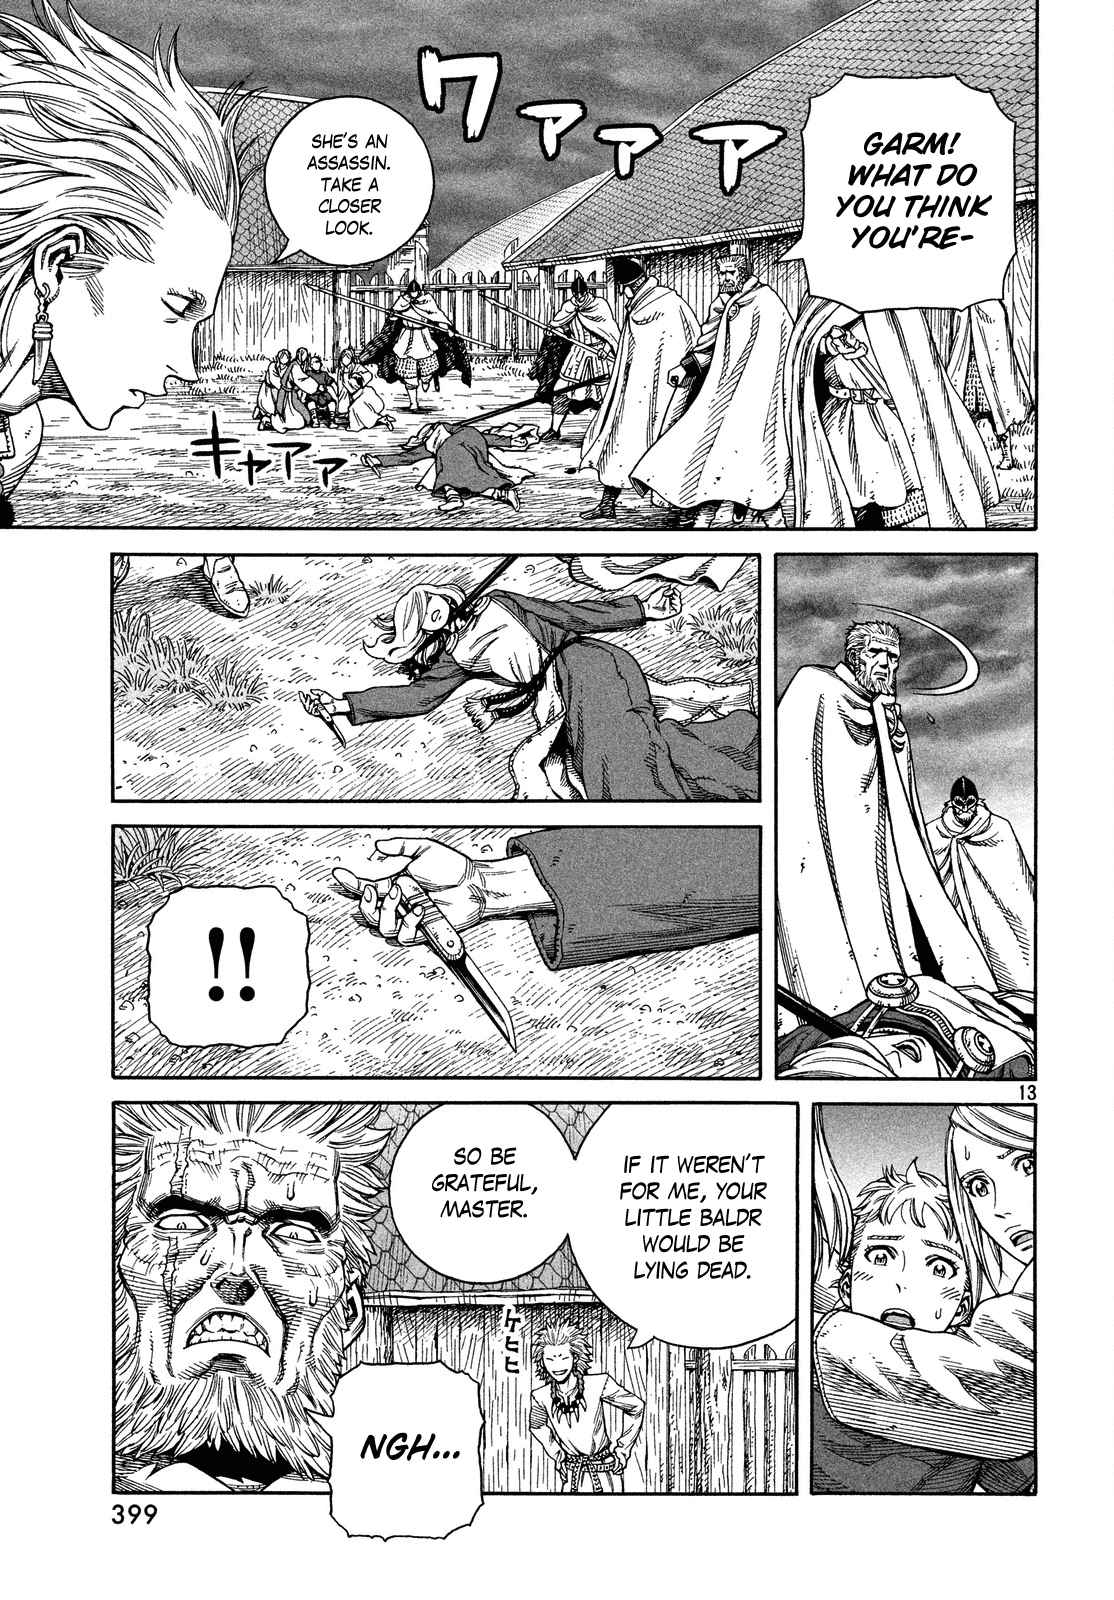 GARM!
WHAT DO
YOU THINK
YOU'RE-
ワァァァ
SHE'S AN
ASSASSIN.
TAKE A
CLOSER
LOOK.
キャアア
!!
13
IF IT WEREN'T
FOR ME, YOUR
LITTLE BALDR
WOULD BE
LYING DEAD.
SO BE
GRATEFUL,
MASTER.
ケヒヒ
NGH...
399